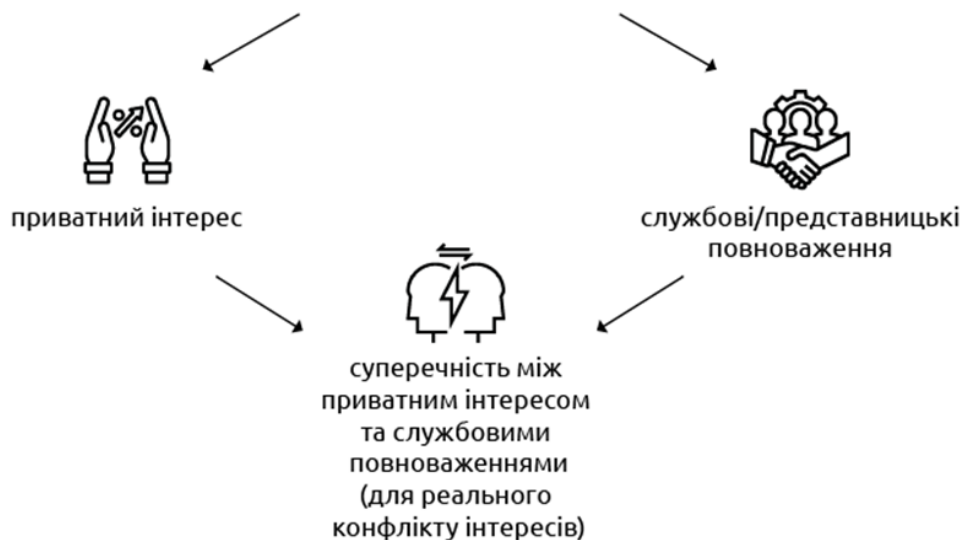 приватний інтерес
службові/представницькі
повноваження
суперечність між
приватним інтересом
та службовими
повноваженнями
(для реального
конфлікту інтересів)